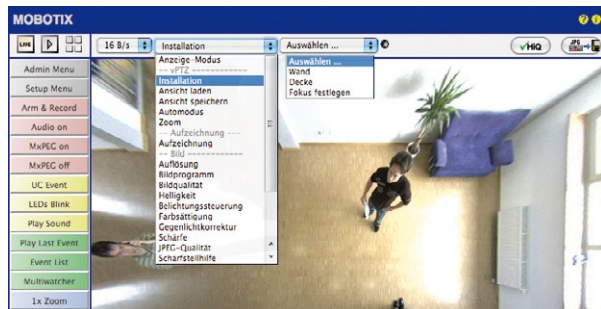 MOBOTIX
LIVE
16 B/s
Installation
Auswählen ...
HiQ
JPG
Admin Menu
Setup Menu
Arm & Record
Audio on
MxPEG on
MxPEG off
UC Event
LEDs Blink
Play Sound
Play Last Event
Event List
Multiwatcher
1x Zoom
Anzeige-Modus
-- vPTZ ------------
Installation
Ansicht laden
Ansicht speichern
Automodus
Zoom
-- Aufzeichnung ----
Aufzeichnung
-- Bild ------------
Auflösung
Bildprogramm
Bildqualität
Helligkeit
Belichtungssteuerung
Farbsättigung
Gegenlichtkorrektur
Schärfe
JPEG-Qualität
Scharfstellhilfe
Auswählen ...
Wand
Decke
Fokus festlegen